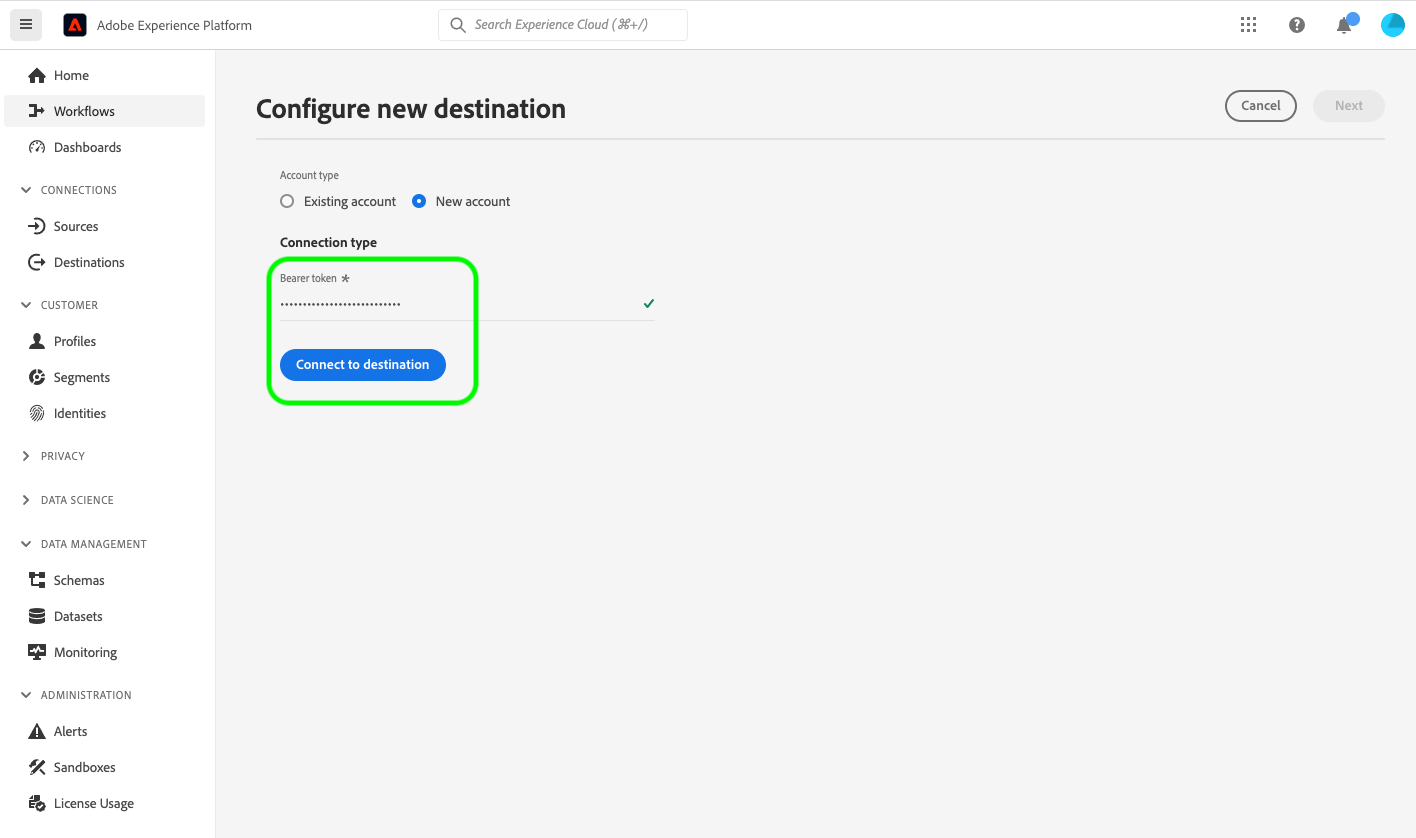 Adobe Experience Platform
Search Experience Cloud (⌘+/)
Home
Workflows
Dashboards
CONNECTIONS
Sources
Destinations
CUSTOMER
Profiles
Segments
Identities
PRIVACY
DATA SCIENCE
DATA MANAGEMENT
Schemas
Datasets
Monitoring
ADMINISTRATION
Alerts
Sandboxes
License Usage
Configure new destination
Cancel
Next
Account type
Existing account
New account
Connection type
Bearer token *
•••••••••••••••••••••••••••
Connect to destination